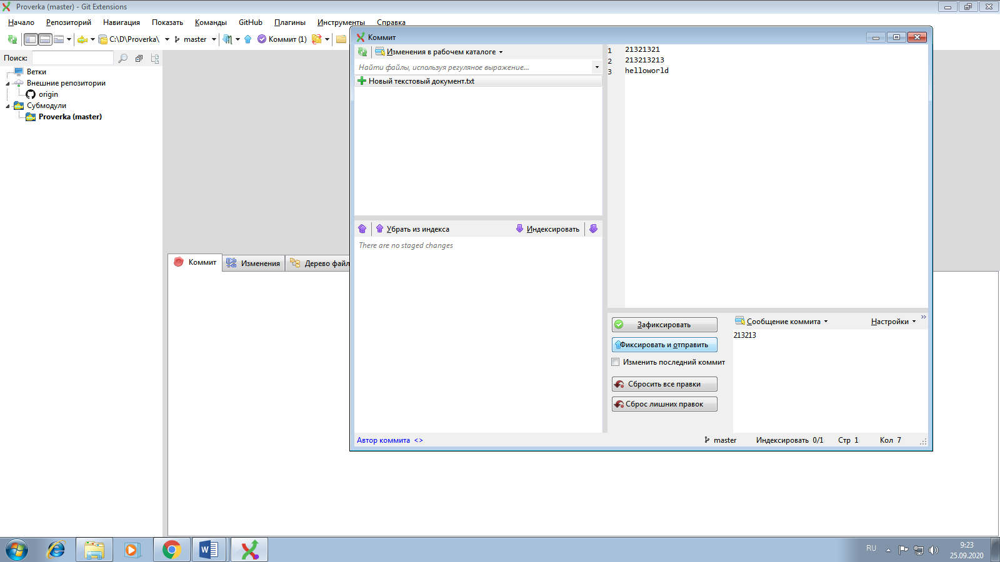 Proverka (master) - Git Extensions
Начало Репозиторий Навигация Показать Команды GitHub Плагины Инструменты Справка
C:\D\Proverka\ master Коммит (1)
Поиск:
Ветки
Внешние репозитории
origin
Субмодули
Proverka (master)
Коммит Изменения Дерево файл
Коммит
Изменения в рабочем каталоге
Найти файлы, используя регуляное выражение...
Новый текстовый документ.txt
Убрать из индекса Индексировать
There are no staged changes
1 21321321
2 213213213
3 helloworld
Зафиксировать
Фиксировать и отправить
Изменить последний коммит
Сбросить все правки
Сброс лишних правок
Сообщение коммита Настройки
213213
Автор коммита <> master Индексировать 0/1 Стр 1 Кол 7
RU 9:23
25.09.2020